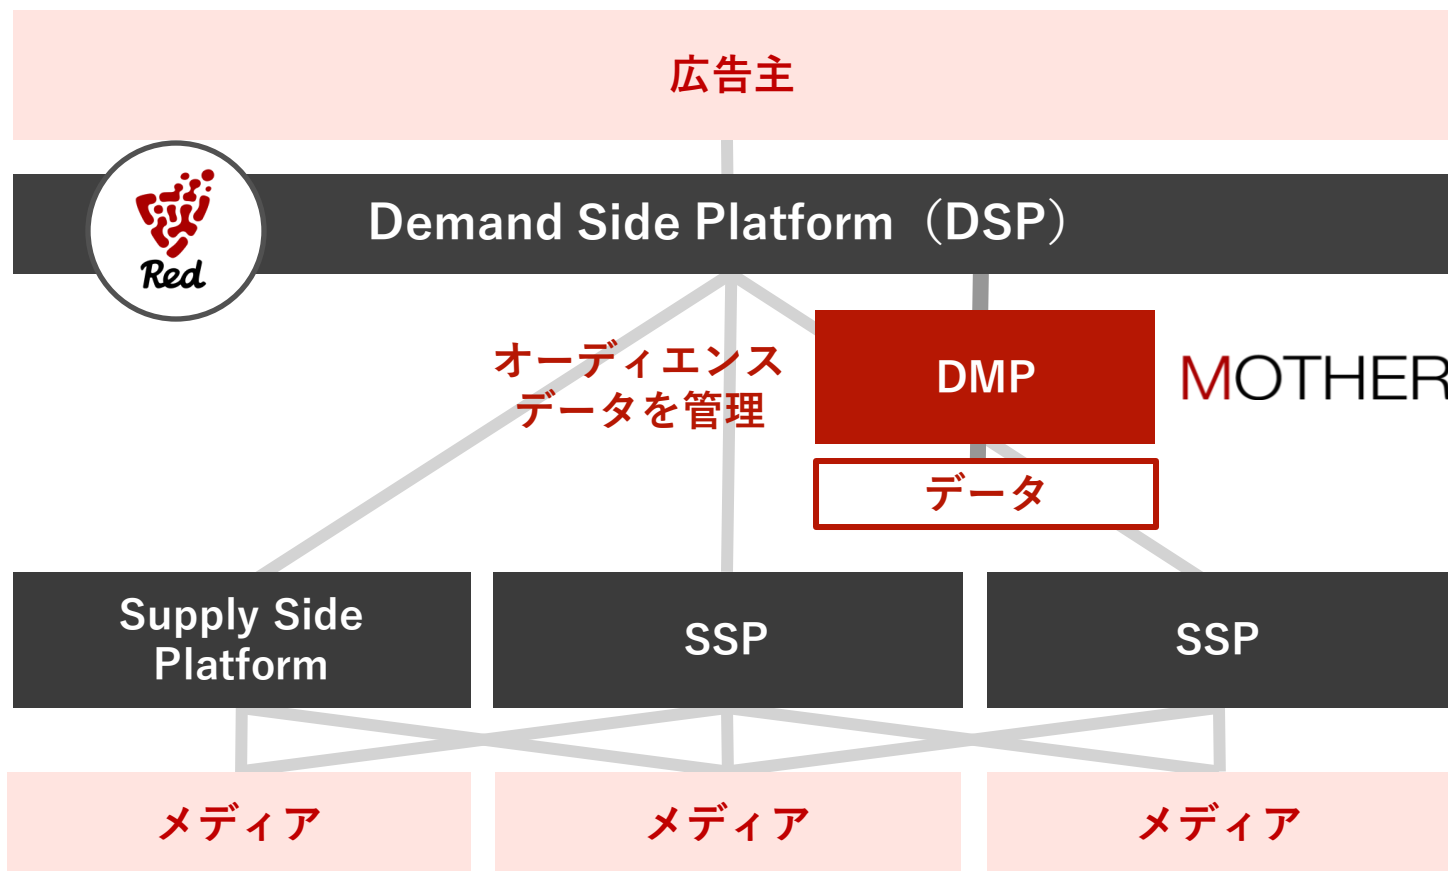 広告主
Demand Side Platform（DSP）
Red
オーディエンス
データを管理
DMP
MOTHER
データ
Supply Side
Platform
SSP
SSP
メディア
メディア
メディア